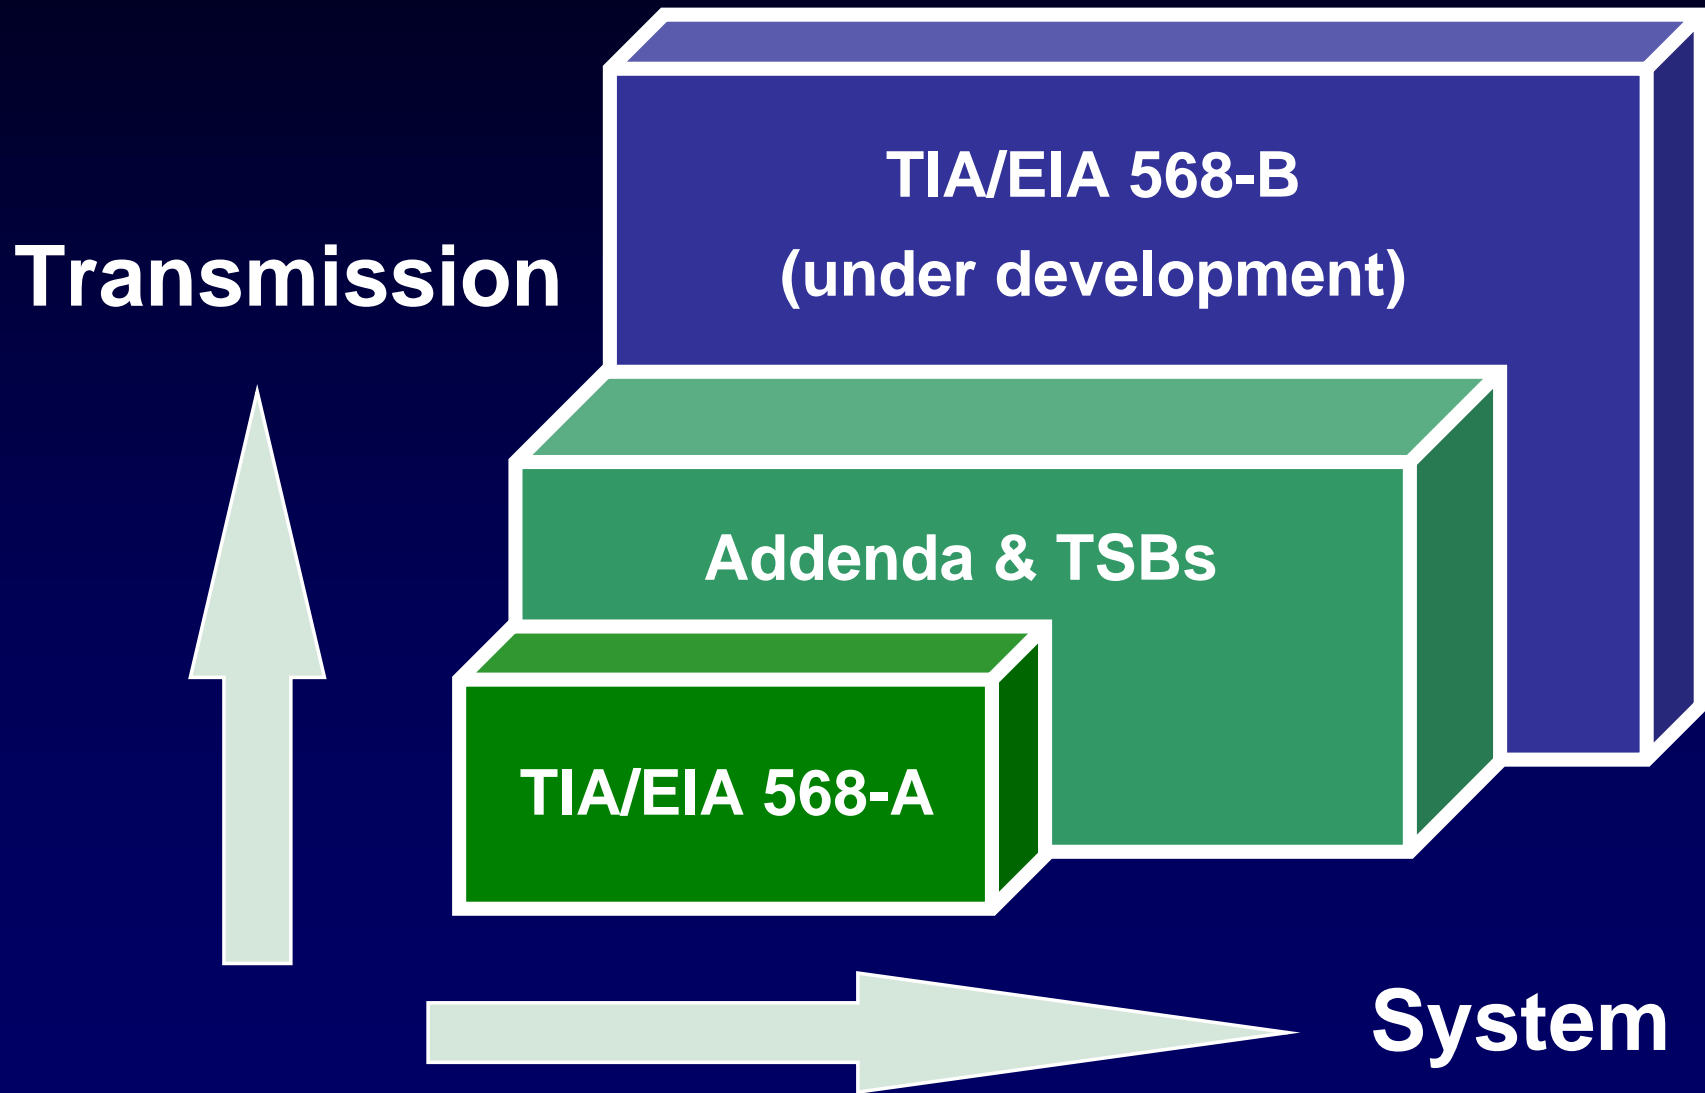 TIA/EIA 568-B
(under development)
Transmission
Addenda & TSBs
TIA/EIA 568-A
System